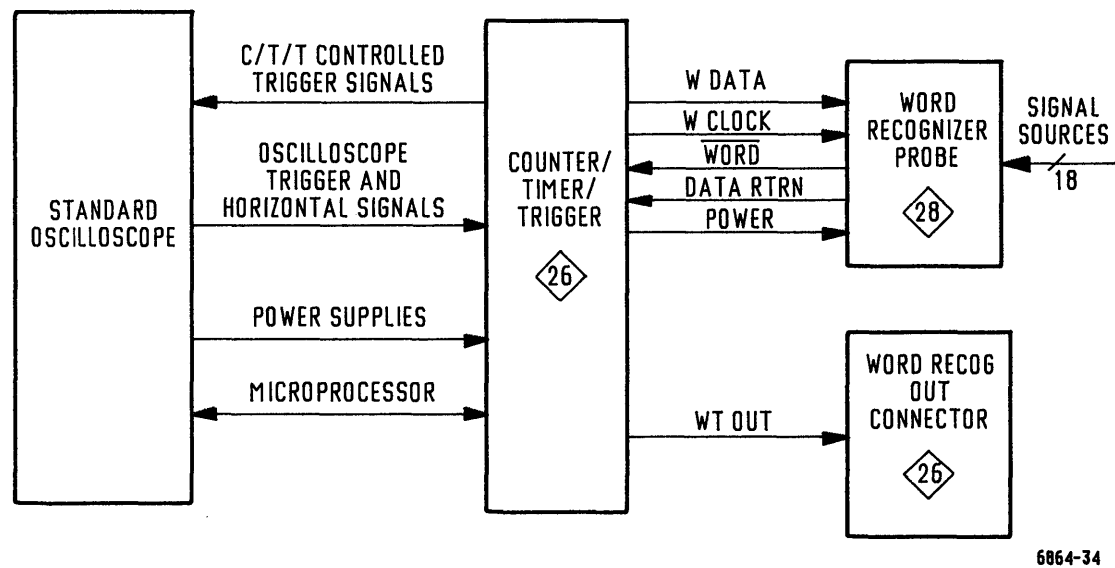 STANDARD
OSCILLOSCOPE
C/T/T CONTROLLED
TRIGGER SIGNALS
OSCILLOSCOPE
TRIGGER AND
HORIZONTAL SIGNALS
POWER SUPPLIES
MICROPROCESSOR
COUNTER/
TIMER/
TRIGGER
26
W DATA
W CLOCK
WORD
DATA RTRN
POWER
WT OUT
WORD
RECOGNIZER
PROBE
28
SIGNAL
SOURCES
18
WORD RECOG
OUT
CONNECTOR
26
6864-34